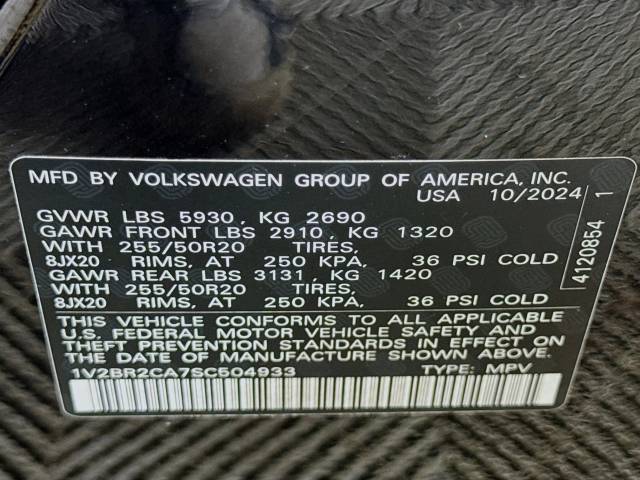 MFD BY VOLKSWAGEN GROUP OF AMERICA, INC.
USA 10/2024
GVWR LBS 5930, KG 2690
GAWR FRONT LBS 2910, KG 1320
WITH 255/50R20 TIRES,
8JX20 RIMS, AT 250 KPA, 36 PSI COLD
GAWR REAR LBS 3131, KG 1420
WITH 255/50R20 TIRES,
8JX20 RIMS, AT 250 KPA, 36 PSI COLD
THIS VEHICLE CONFORMS TO ALL APPLICABLE
U.S. FEDERAL MOTOR VEHICLE SAFETY AND
THEFT PREVENTION STANDARDS IN EFFECT ON
THE DATE OF MANUFACTURE SHOWN ABOVE.
1V2BR2CA7SC504933 TYPE: MPV
4120854 1